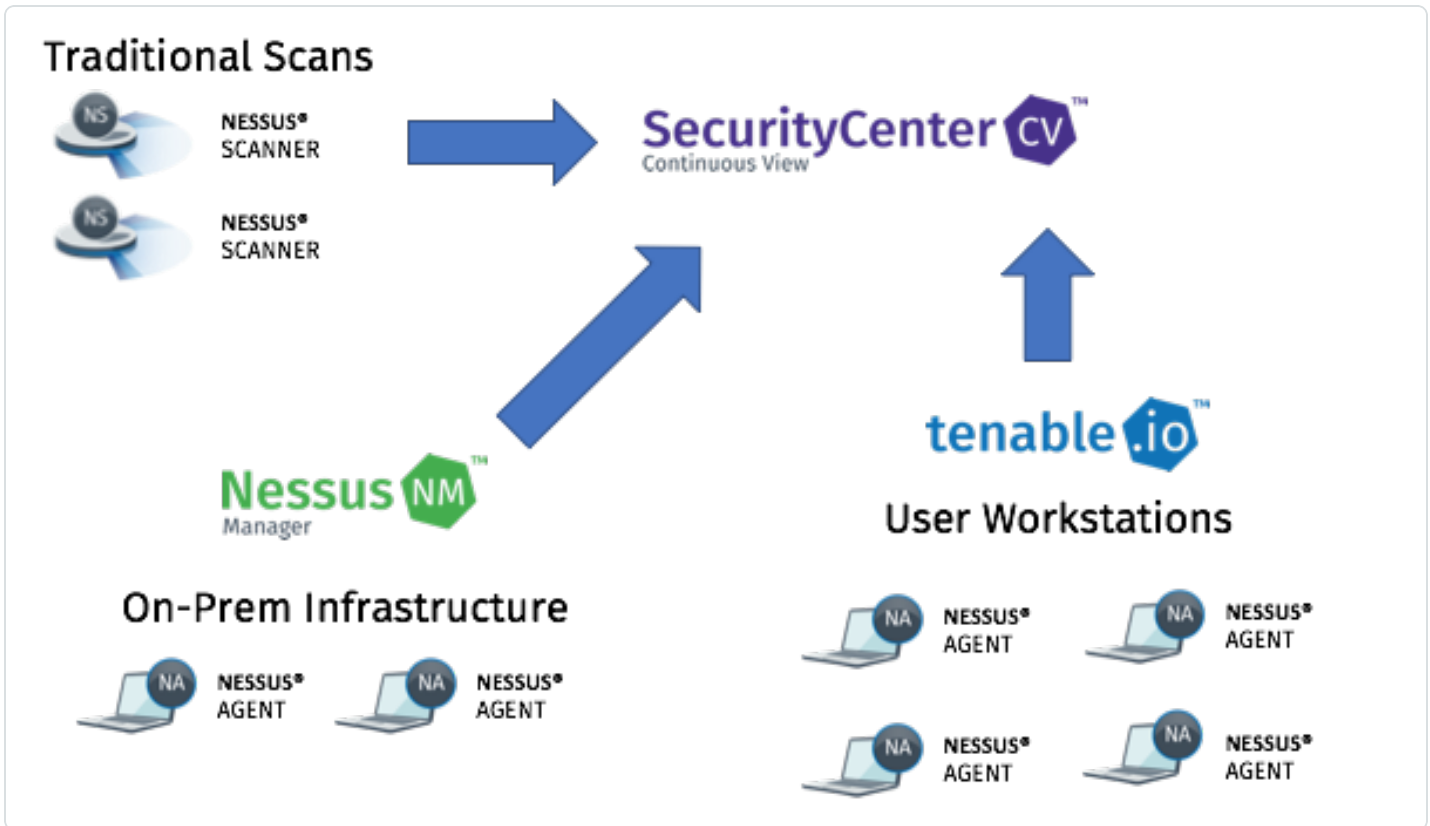 Traditional Scans
NS
NESSUS®
SCANNER
NS
NESSUS®
SCANNER
SecurityCenter CV™
Continuous View
tenable .io™
Nessus NM™
Manager
User Workstations
On-Prem Infrastructure
NA
NESSUS®
AGENT
NA
NESSUS®
AGENT
NA
NESSUS®
AGENT
NA
NESSUS®
AGENT
NA
NESSUS®
AGENT
NA
NESSUS®
AGENT